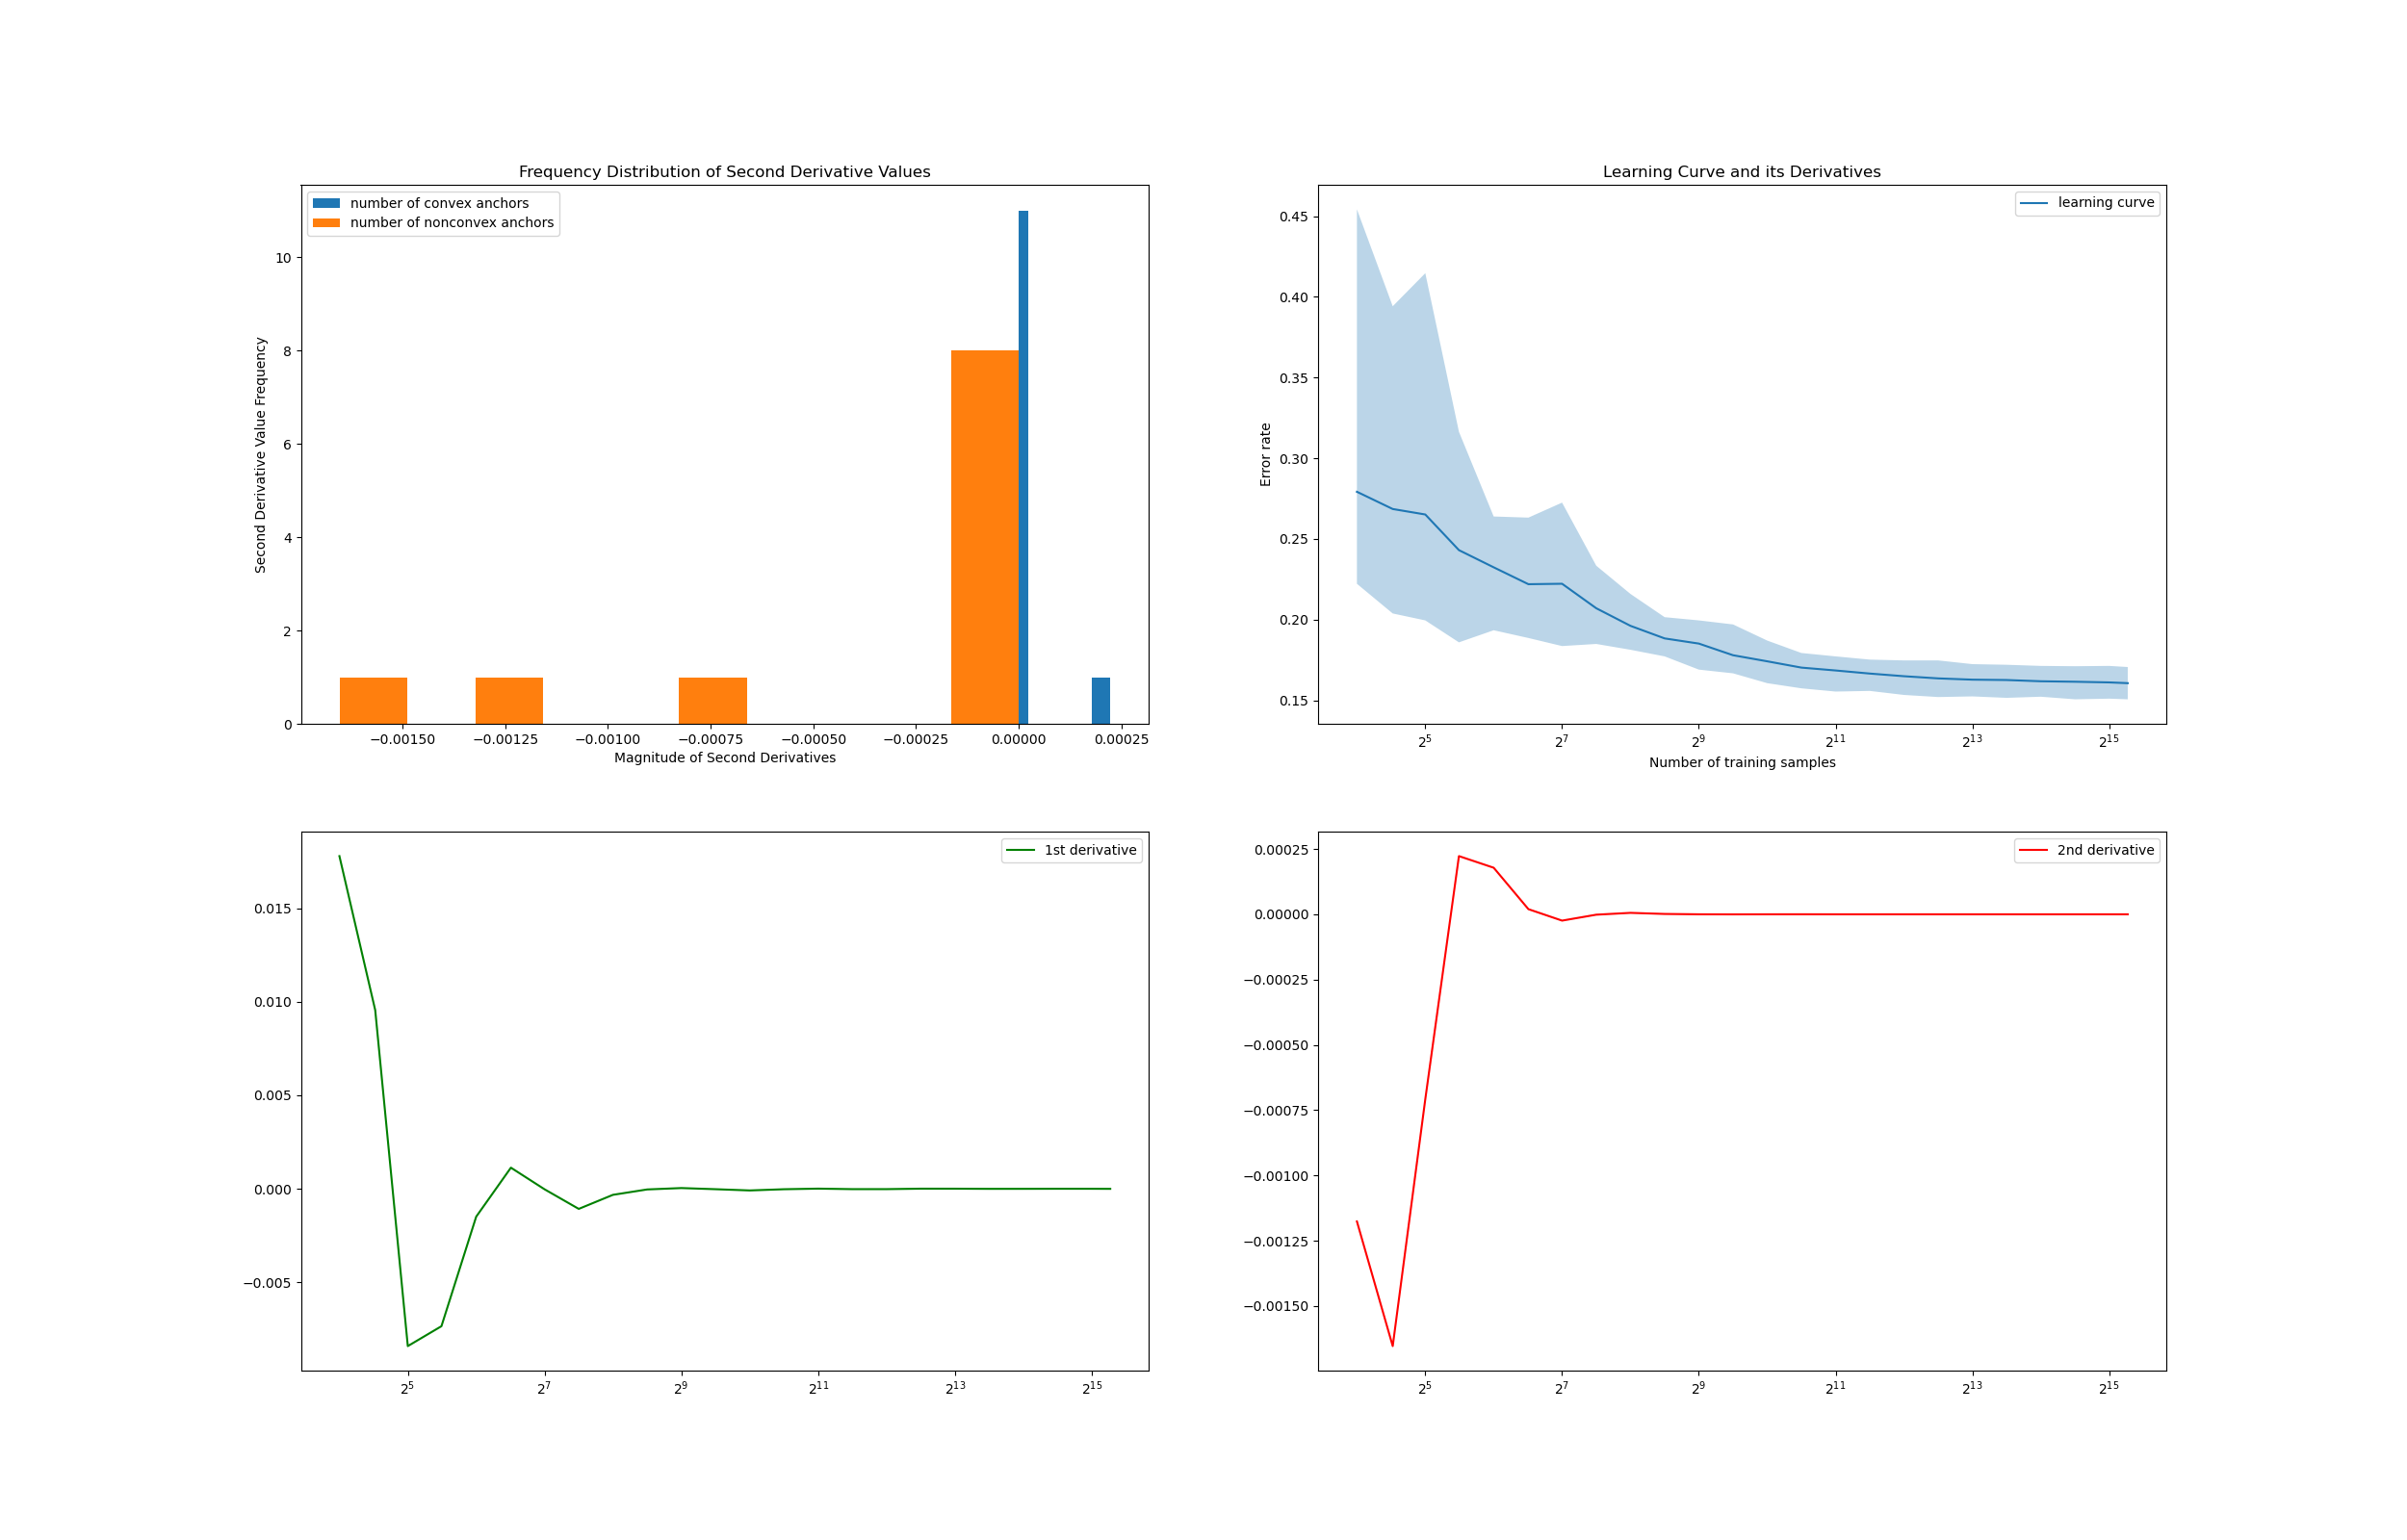 Frequency Distribution of Second Derivative Values
number of convex anchors
number of nonconvex anchors
10
8
6
4
2
0
Second Derivative Value Frequency
−0.00150 −0.00125 −0.00100 −0.00075 −0.00050 −0.00025 0.00000 0.00025
Magnitude of Second Derivatives
Learning Curve and its Derivatives
learning curve
0.45
0.40
0.35
0.30
0.25
0.20
0.15
Error rate
2^5 2^7 2^9 2^11 2^13 2^15
Number of training samples
1st derivative
0.015
0.010
0.005
0.000
−0.005
2^5 2^7 2^9 2^11 2^13 2^15
2nd derivative
0.00025
0.00000
−0.00025
−0.00050
−0.00075
−0.00100
−0.00125
−0.00150
2^5 2^7 2^9 2^11 2^13 2^15